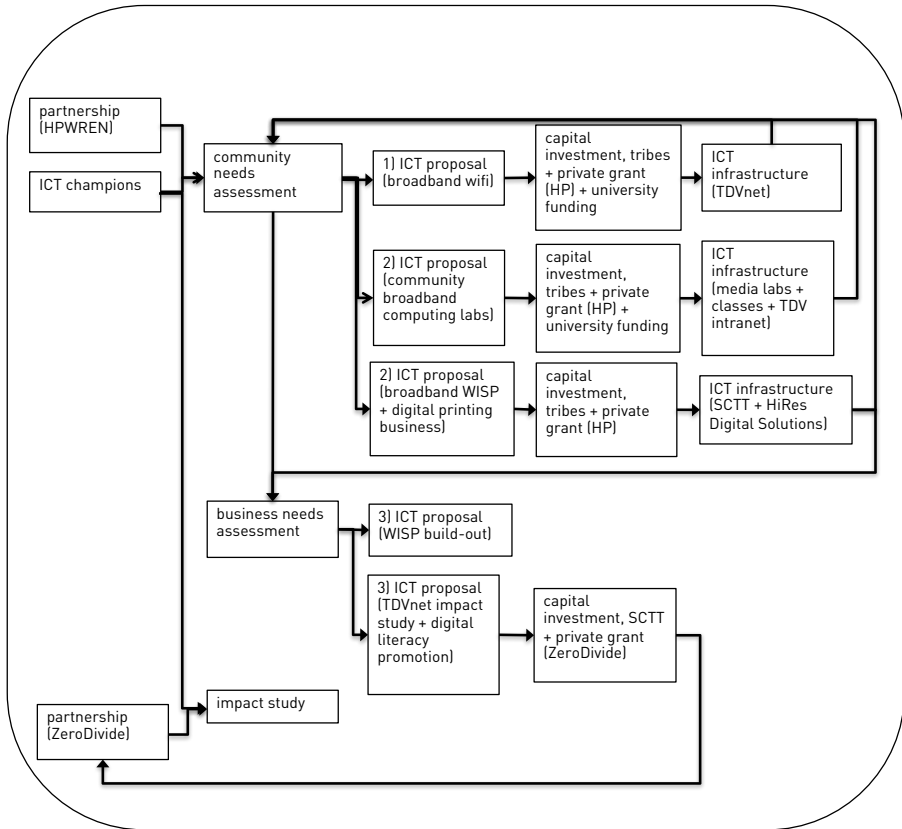 partnership
(HPWREN)
ICT champions
community
needs
assessment
1) ICT proposal
(broadband wifi)
capital
investment, tribes
+ private grant
(HP) + university
funding
ICT
infrastructure
(TDVnet)
2) ICT proposal
(community
broadband
computing labs)
capital
investment,
tribes + private
grant (HP) +
university funding
ICT
infrastructure
(media labs +
classes + TDV
intranet)
2) ICT proposal
(broadband WISP
+ digital printing
business)
capital
investment,
tribes + private
grant (HP)
ICT infrastructure
(SCTT + HiRes
Digital Solutions)
business needs
assessment
3) ICT proposal
(WISP build-out)
3) ICT proposal
(TDVnet impact
study + digital
literacy
promotion)
capital
investment, SCTT
+ private grant
(ZeroDivide)
impact study
partnership
(ZeroDivide)